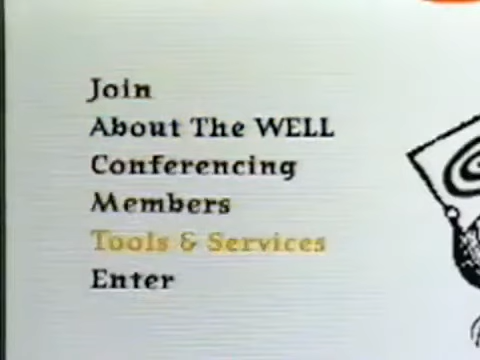 Join
About The WELL
Conferencing
Members
Tools & Services
Enter